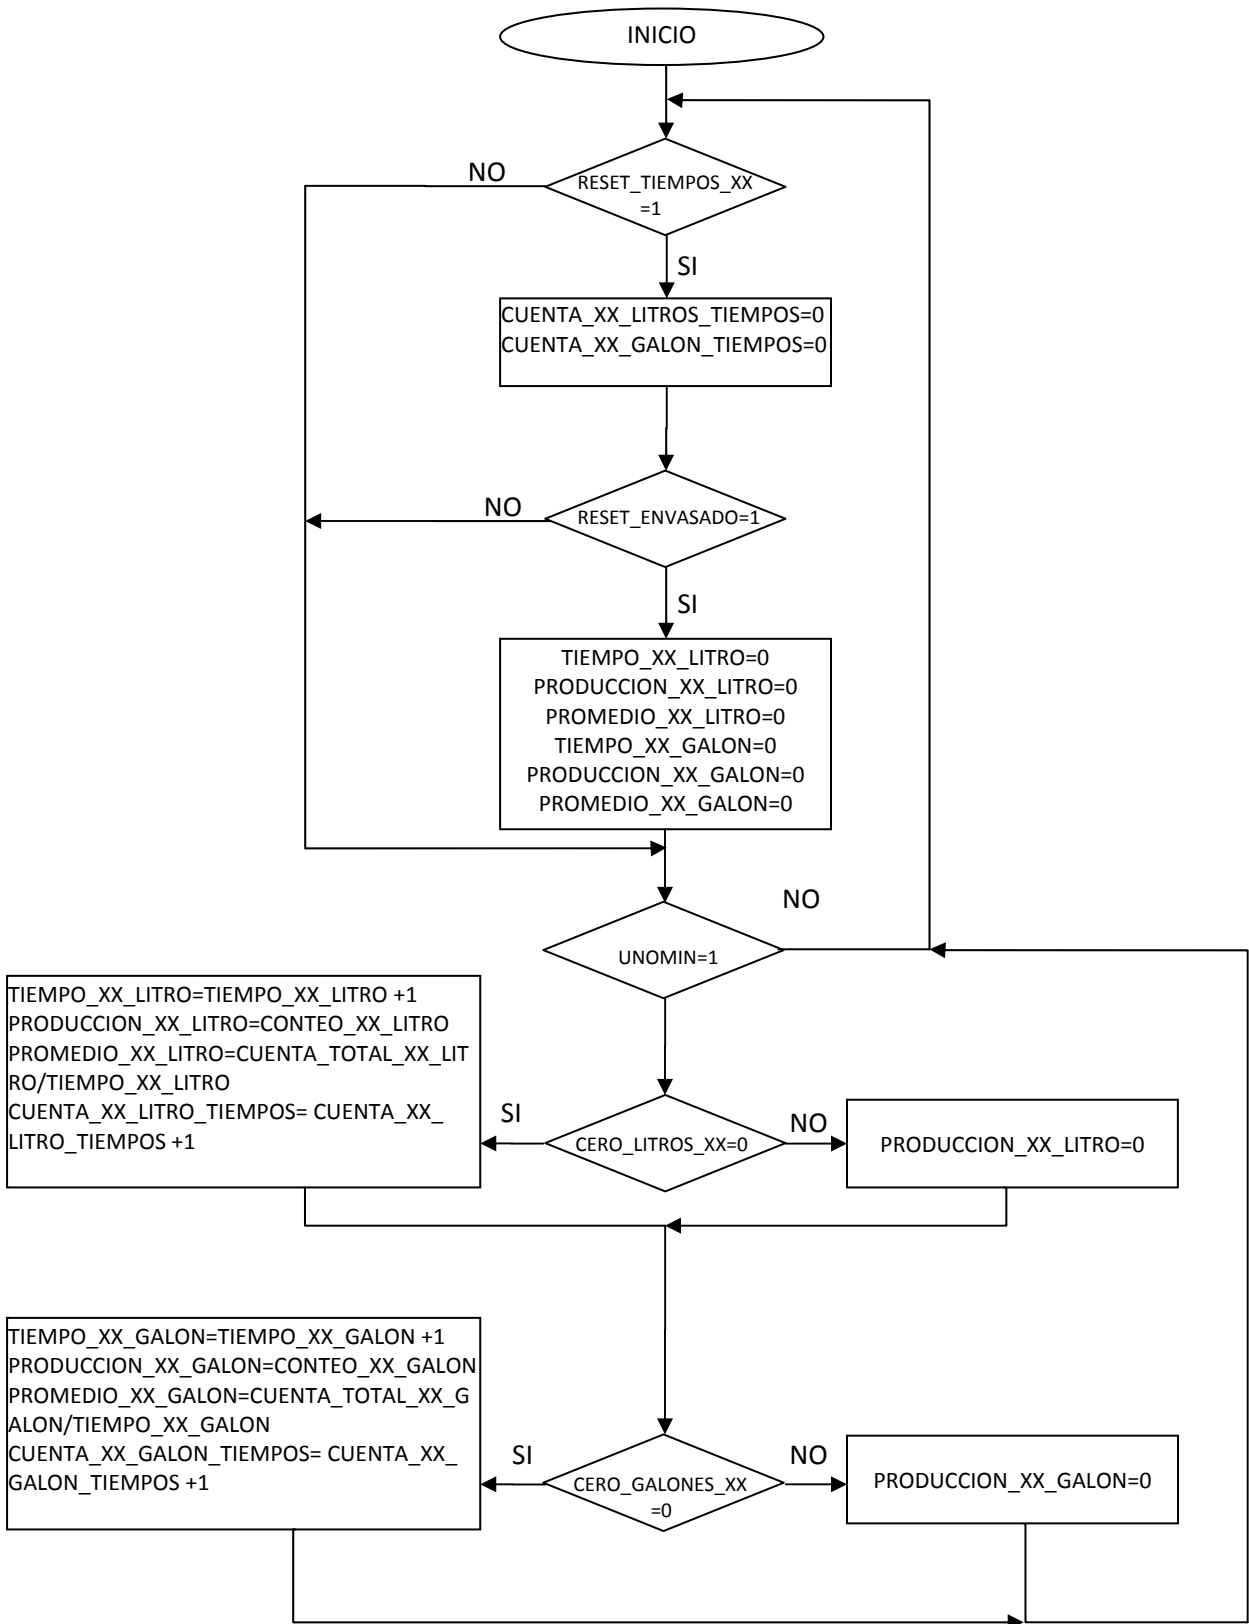 INICIO
NO
RESET_TIEMPOS_XX
=1
SI
CUENTA_XX_LITROS_TIEMPOS=0
CUENTA_XX_GALON_TIEMPOS=0
NO
RESET_ENVASADO=1
SI
TIEMPO_XX_LITRO=0
PRODUCCION_XX_LITRO=0
PROMEDIO_XX_LITRO=0
TIEMPO_XX_GALON=0
PRODUCCION_XX_GALON=0
PROMEDIO_XX_GALON=0
NO
UNOMIN=1
TIEMPO_XX_LITRO=TIEMPO_XX_LITRO +1
PRODUCCION_XX_LITRO=CONTEO_XX_LITRO
PROMEDIO_XX_LITRO=CUENTA_TOTAL_XX_LIT
RO/TIEMPO_XX_LITRO
CUENTA_XX_LITRO_TIEMPOS= CUENTA_XX_
LITRO_TIEMPOS +1
SI
CERO_LITROS_XX=0
NO
PRODUCCION_XX_LITRO=0
TIEMPO_XX_GALON=TIEMPO_XX_GALON +1
PRODUCCION_XX_GALON=CONTEO_XX_GALON
PROMEDIO_XX_GALON=CUENTA_TOTAL_XX_G
ALON/TIEMPO_XX_GALON
CUENTA_XX_GALON_TIEMPOS= CUENTA_XX_
GALON_TIEMPOS +1
SI
CERO_GALONES_XX
=0
NO
PRODUCCION_XX_GALON=0